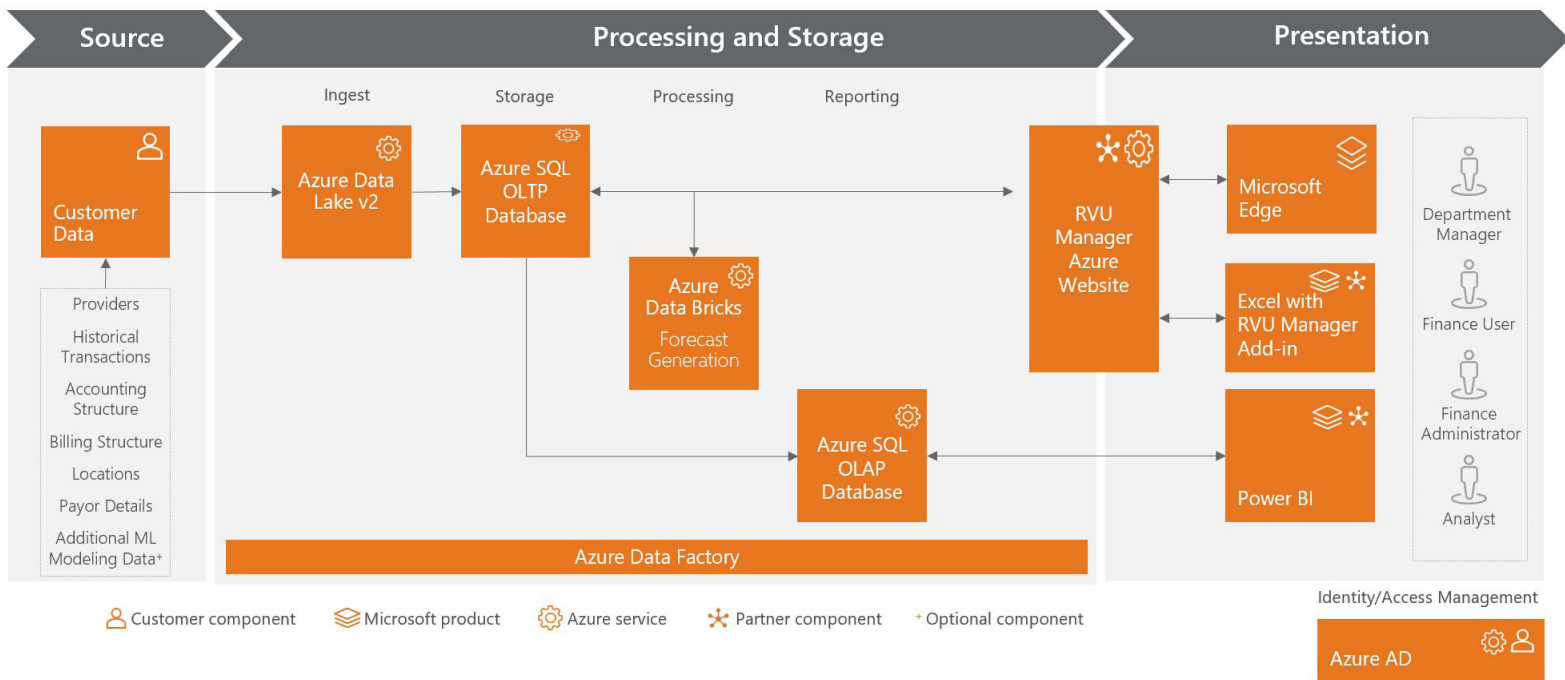 Source
Processing and Storage
Presentation
Ingest
Storage
Processing
Reporting
Customer
Data
Providers
Historical
Transactions
Accounting
Structure
Billing Structure
Locations
Payor Details
Additional ML
Modeling Data+
Azure Data
Lake v2
Azure SQL
OLTP
Database
Azure
Data Bricks
Forecast
Generation
Azure SQL
OLAP
Database
Azure Data Factory
RVU
Manager
Azure
Website
Microsoft
Edge
Excel with
RVU Manager
Add-in
Power BI
Department
Manager
Finance User
Finance
Administrator
Analyst
Customer component
Microsoft product
Azure service
Partner component
+ Optional component
Identity/Access Management
Azure AD